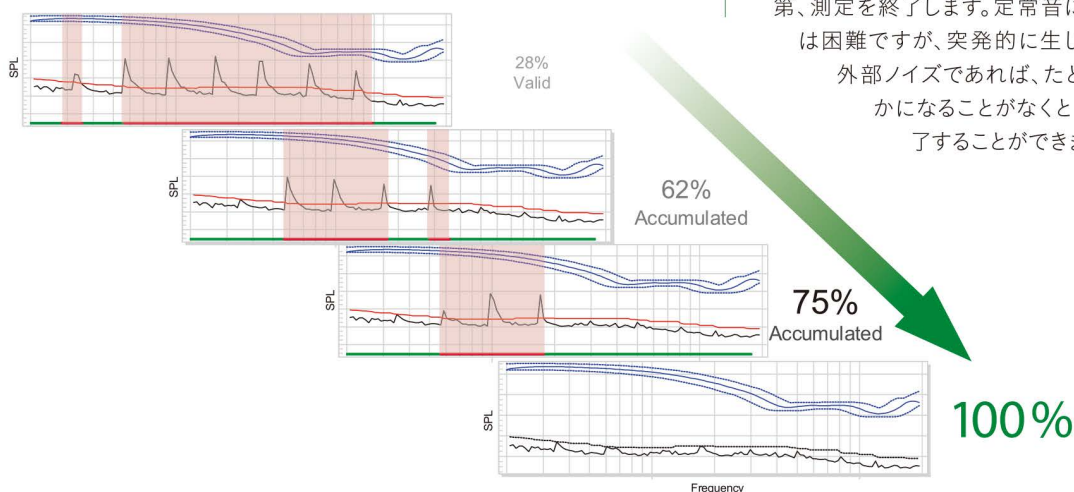 第、測定を終了します。定常音に
は困難ですが、突発的に生し
外部ノイズであれば、たと
かになることがなくと
了することができま
SPL
28%
Valid
SPL
62%
Accumulated
SPL
75%
Accumulated
SPL
100%
Frequency